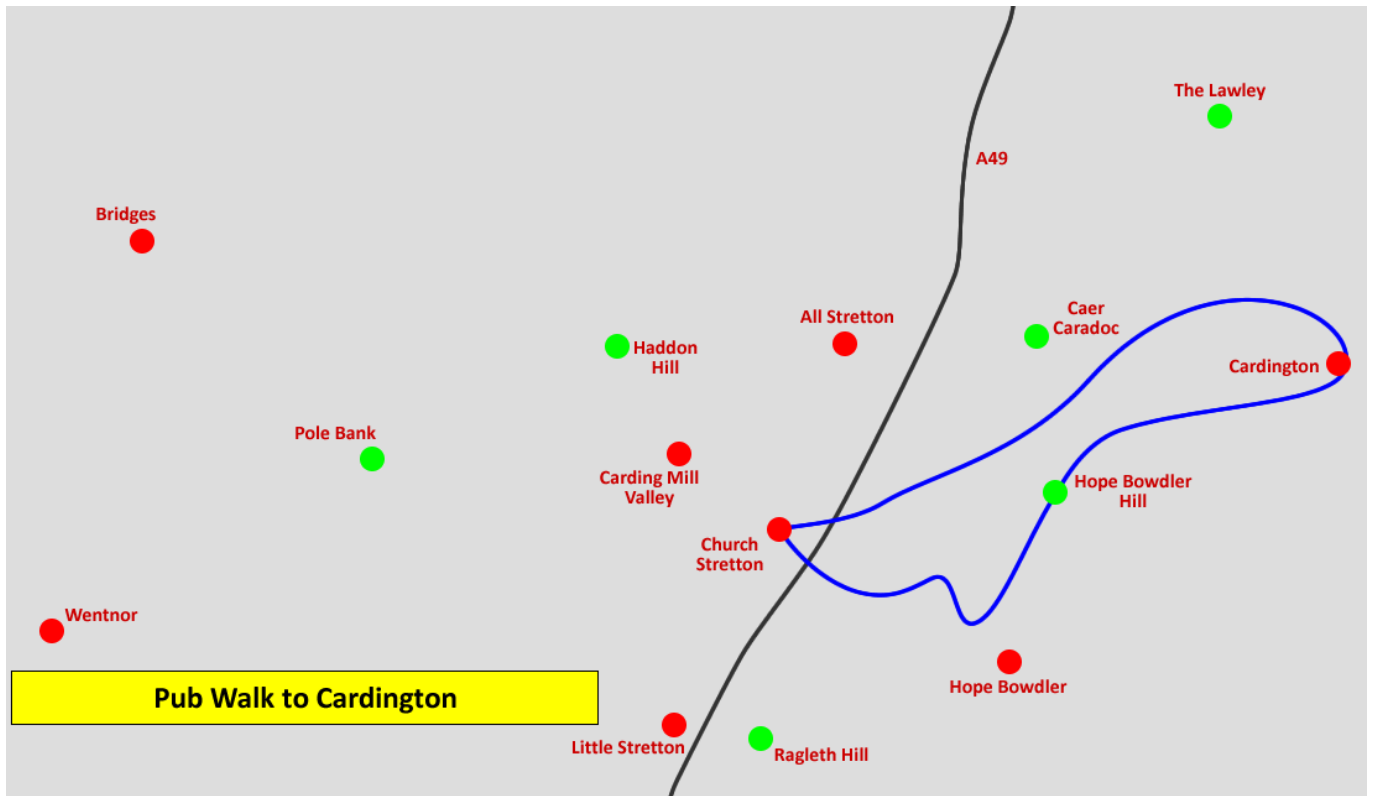 The Lawley
A49
Bridges
Caer
Caradoc
All Stretton
Haddon
Hill
Cardington
Pole Bank
Carding Mill
Valley
Hope Bowdler
Hill
Church
Stretton
Wentnor
Hope Bowdler
Pub Walk to Cardington
Little Stretton
Ragleth Hill